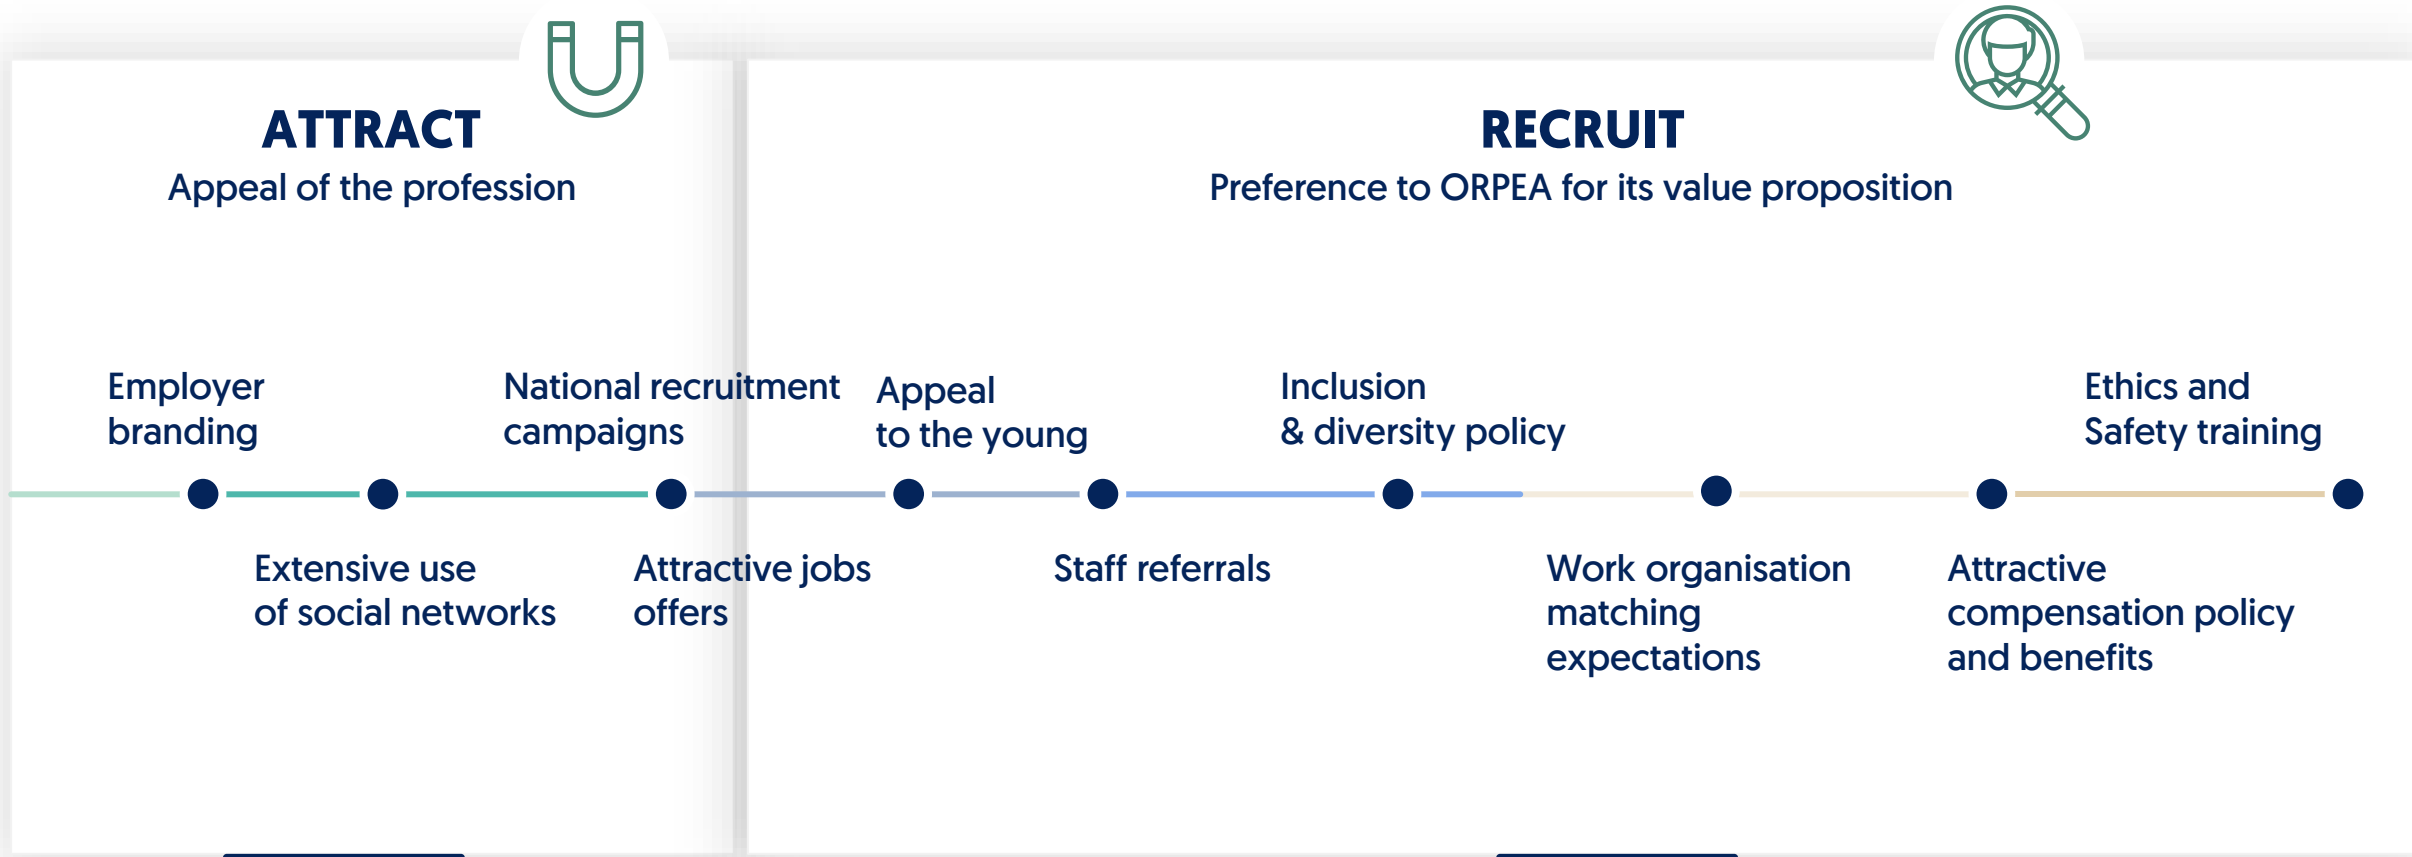 ATTRACT
Appeal of the profession
RECRUIT
Preference to ORPEA for its value proposition
Employer
branding
National recruitment
campaigns
Appeal
to the young
Inclusion
& diversity policy
Ethics and
Safety training
Extensive use
of social networks
Attractive jobs
offers
Staff referrals
Work organisation
matching
expectations
Attractive
compensation policy
and benefits